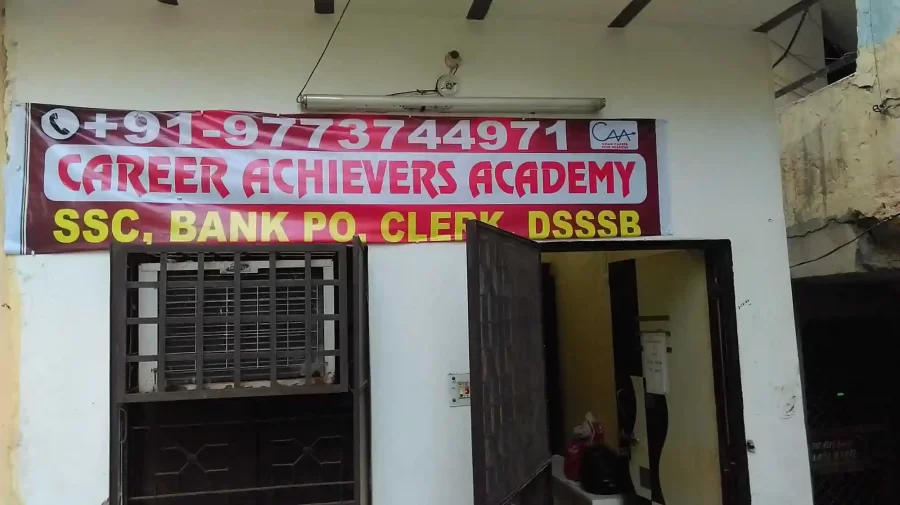 +91-9773744971
CAA
CAREER ACHIEVERS ACADEMY
SSC, BANK PO, CLERK, DSSSB